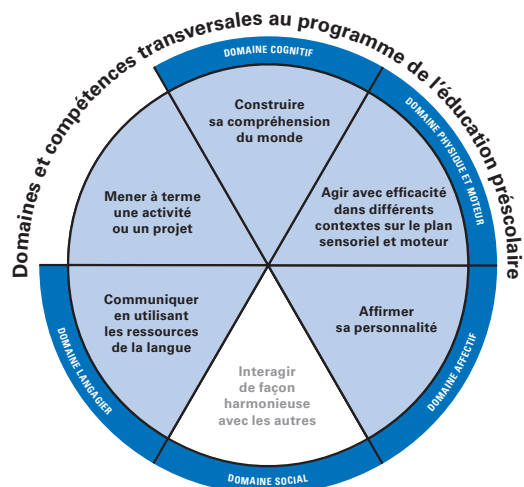 Domaines et compétences transversales au programme de l'éducation préscolaire
DOMAINE COGNITIF
Construire
sa compréhension
du monde
DOMAINE PHYSIQUE ET MOTEUR
Mener à terme
une activité
ou un projet
Agir avec efficacité
dans différents
contextes sur le plan
sensoriel et moteur
Communiquer
en utilisant
les ressources
de la langue
Affirmer
sa personnalité
Interagir
de façon
harmonieuse
avec les autres
DOMAINE LANGAGIER
DOMAINE AFFECTIF
DOMAINE SOCIAL